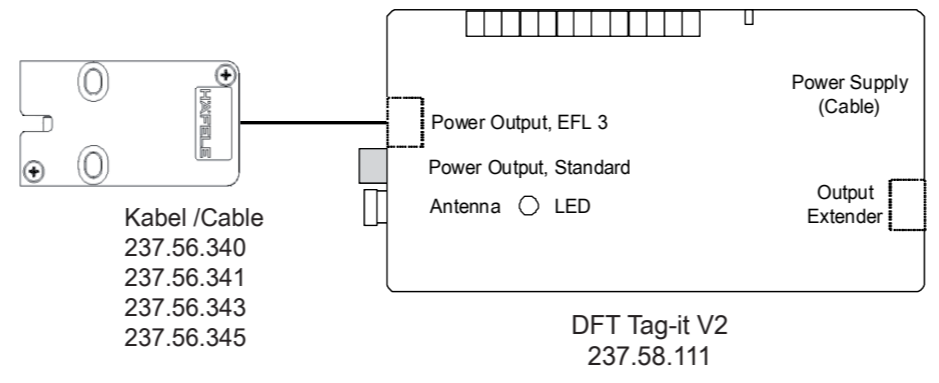 HÄFELE
Power Supply
(Cable)
Power Output, EFL 3
Power Output, Standard
Antenna
LED
Output
Extender
Kabel /Cable
237.56.340
237.56.341
237.56.343
237.56.345
DFT Tag-it V2
237.58.111